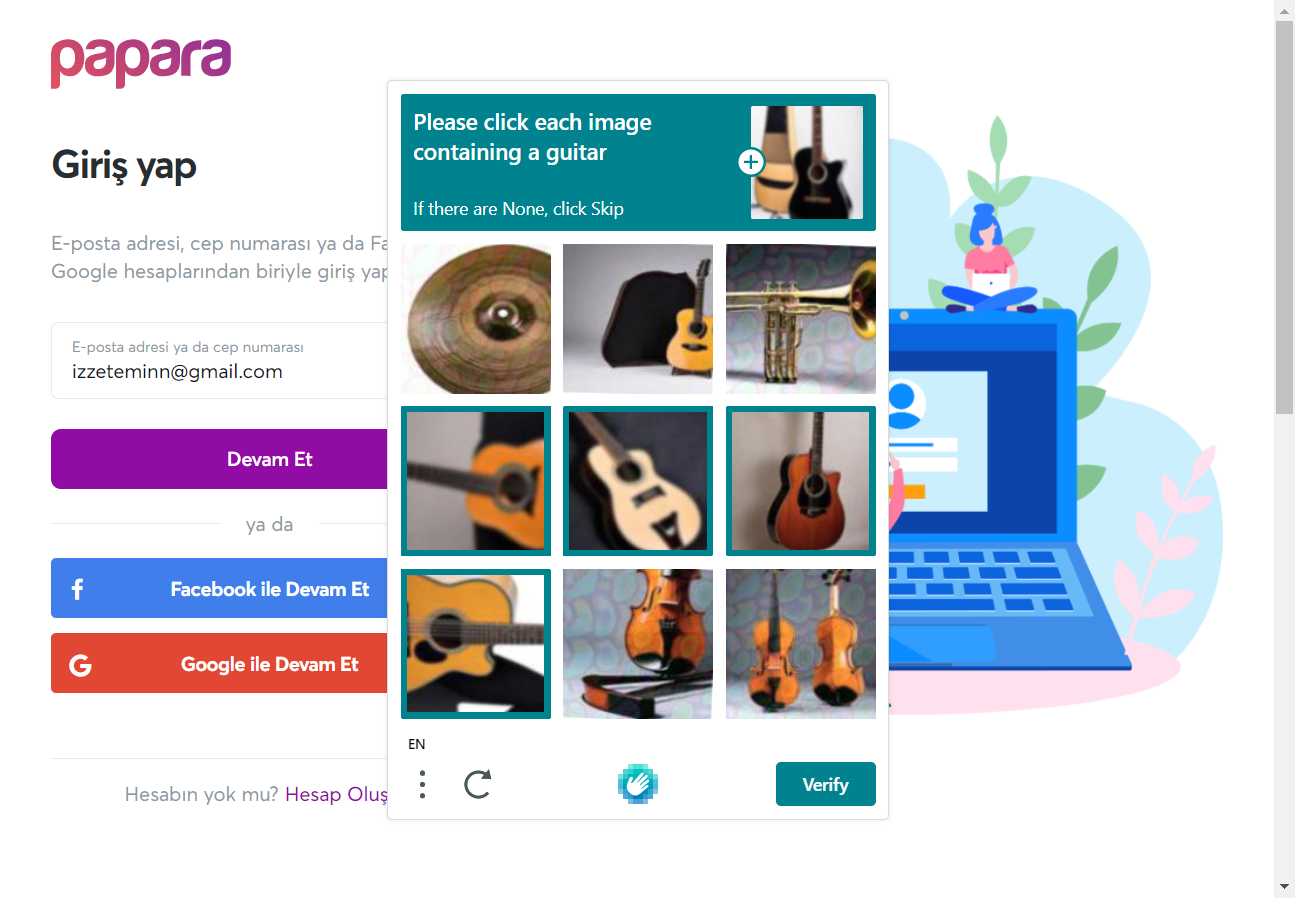 papara
Giriş yap
E-posta adresi, cep numarası ya da Fa
Google hesaplarından biriyle giriş yap
E-posta adresi ya da cep numarası
izzeteminn@gmail.com
Devam Et
ya da
Facebook ile Devam Et
Google ile Devam Et
Hesabın yok mu? Hesap Oluş
Please click each image
containing a guitar
If there are None, click Skip
EN
Verify